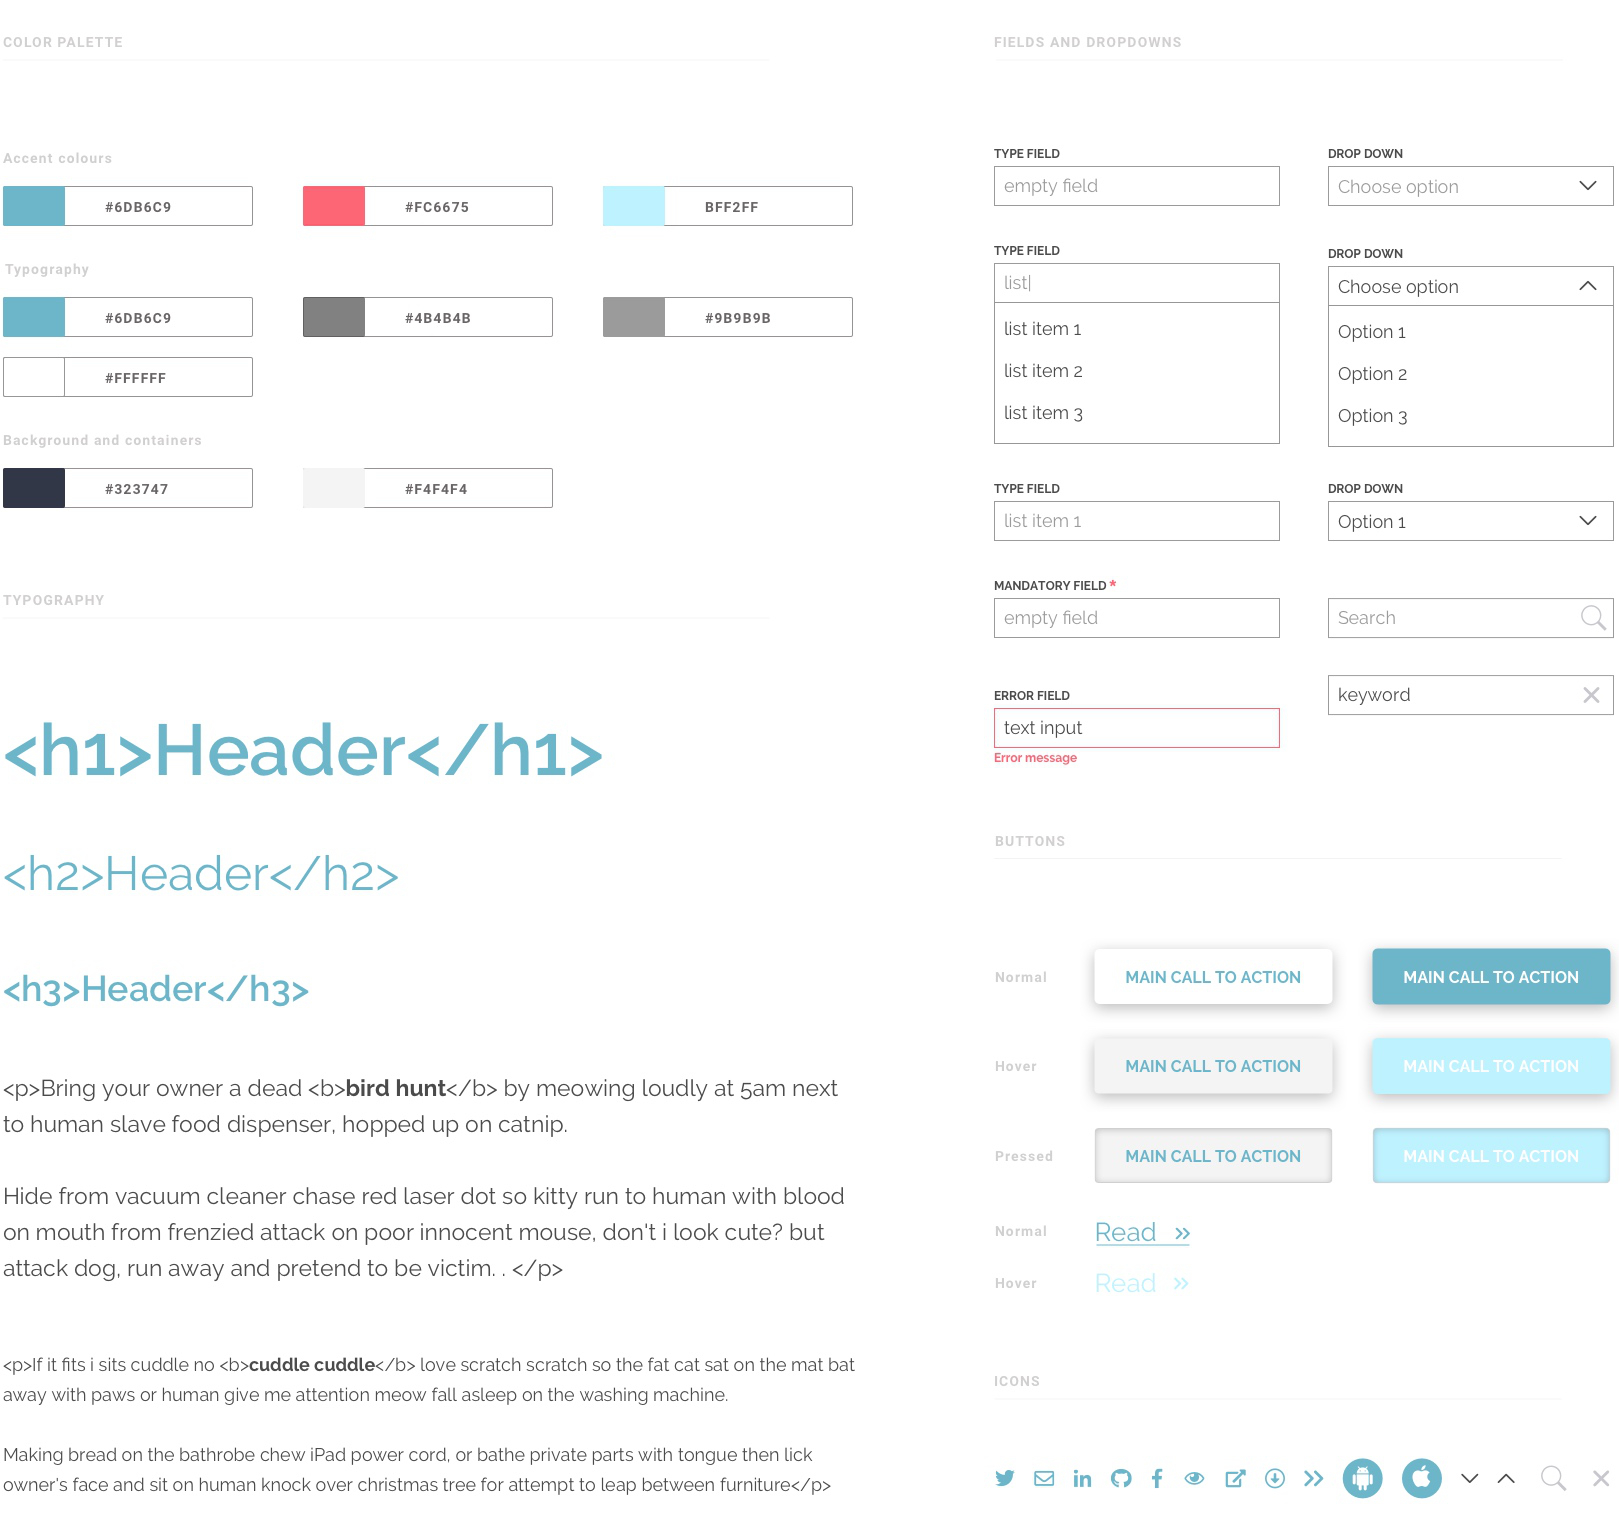 COLOR PALETTE
Accent colours
#6DB6C9
#FC6675
BFF2FF
Typography
#6DB6C9
#4B4B4B
#9B9B9B
#FFFFFF
Background and containers
#323747
#F4F4F4
TYPOGRAPHY
<h1>Header</h1>
<h2>Header</h2>
<h3>Header</h3>
<p>Bring your owner a dead <b>bird hunt</b> by meowing loudly at 5am next
to human slave food dispenser, hopped up on catnip.
Hide from vacuum cleaner chase red laser dot so kitty run to human with blood
on mouth from frenzied attack on poor innocent mouse, don't i look cute? but
attack dog, run away and pretend to be victim. . </p>
<p>If it fits i sits cuddle no <b>cuddle cuddle</b> love scratch scratch so the fat cat sat on the mat bat
away with paws or human give me attention meow fall asleep on the washing machine.
Making bread on the bathrobe chew iPad power cord, or bathe private parts with tongue then lick
owner's face and sit on human knock over christmas tree for attempt to leap between furniture</p>
FIELDS AND DROPDOWNS
TYPE FIELD
empty field
DROP DOWN
Choose option
TYPE FIELD
list|
list item 1
list item 2
list item 3
DROP DOWN
Choose option
Option 1
Option 2
Option 3
TYPE FIELD
list item 1
DROP DOWN
Option 1
MANDATORY FIELD *
empty field
Search
ERROR FIELD
text input
Error message
keyword
BUTTONS
Normal
MAIN CALL TO ACTION
MAIN CALL TO ACTION
Hover
MAIN CALL TO ACTION
MAIN CALL TO ACTION
Pressed
MAIN CALL TO ACTION
MAIN CALL TO ACTION
Normal
Read »
Hover
Read »
ICONS